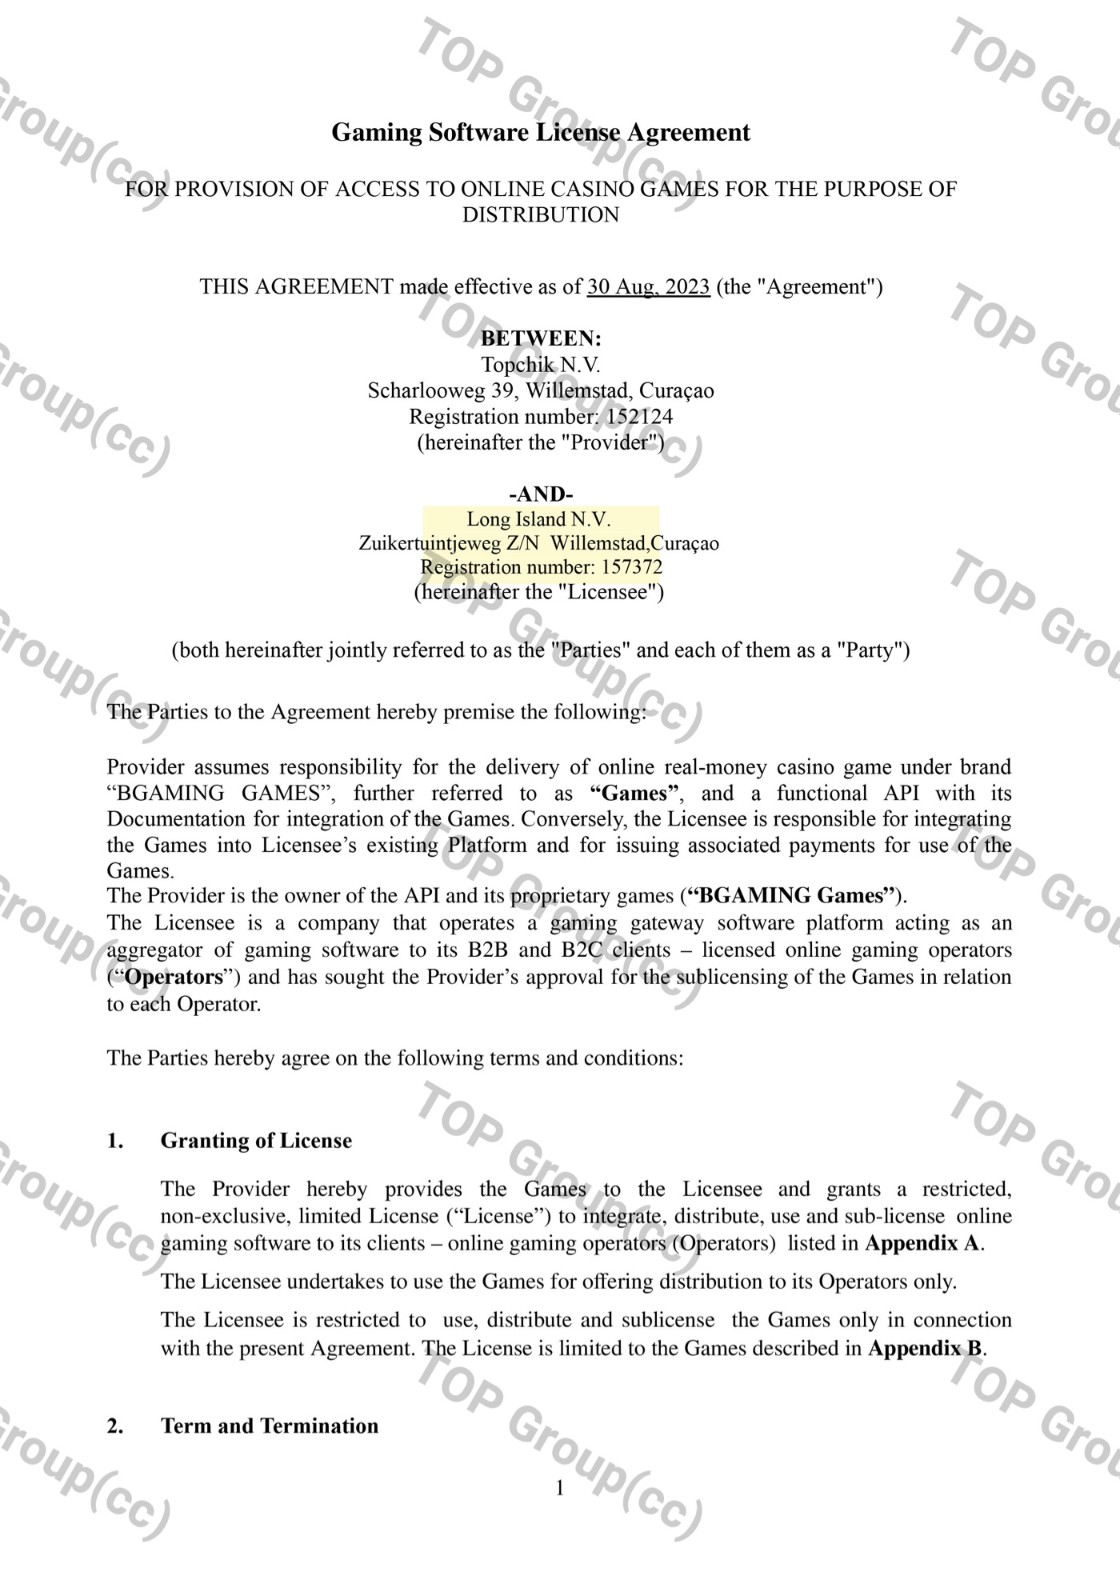 Gaming Software License Agreement
FOR PROVISION OF ACCESS TO ONLINE CASINO GAMES FOR THE PURPOSE OF
DISTRIBUTION
THIS AGREEMENT made effective as of 30 Aug, 2023 (the "Agreement")
BETWEEN:
Topchik N.V.
Scharlooweg 39, Willemstad, Curaçao
Registration number: 152124
(hereinafter the "Provider")
-AND-
Long Island N.V.
Zuikertuintjeweg Z/N Willemstad,Curaçao
Registration number: 157372
(hereinafter the "Licensee")
(both hereinafter jointly referred to as the "Parties" and each of them as a "Party")
The Parties to the Agreement hereby premise the following:
Provider assumes responsibility for the delivery of online real-money casino game under brand
“BGAMING GAMES”, further referred to as “Games”, and a functional API with its
Documentation for integration of the Games. Conversely, the Licensee is responsible for integrating
the Games into Licensee’s existing Platform and for issuing associated payments for use of the
Games.
The Provider is the owner of the API and its proprietary games (“BGAMING Games”).
The Licensee is a company that operates a gaming gateway software platform acting as an
aggregator of gaming software to its B2B and B2C clients – licensed online gaming operators
(“Operators”) and has sought the Provider’s approval for the sublicensing of the Games in relation
to each Operator.
The Parties hereby agree on the following terms and conditions:
1. Granting of License
The Provider hereby provides the Games to the Licensee and grants a restricted,
non-exclusive, limited License (“License”) to integrate, distribute, use and sub-license online
gaming software to its clients – online gaming operators (Operators) listed in Appendix A.
The Licensee undertakes to use the Games for offering distribution to its Operators only.
The Licensee is restricted to use, distribute and sublicense the Games only in connection
with the present Agreement. The License is limited to the Games described in Appendix B.
2. Term and Termination
1
TOP Group(cc)
TOP Group(cc)
TOP Group(cc)
TOP Group(cc)
TOP Group(cc)
TOP Group(cc)